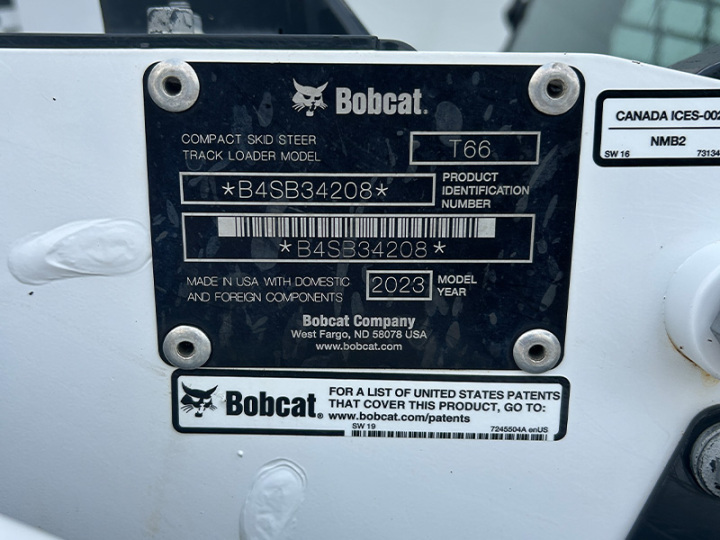 Bobcat.
COMPACT SKID STEER
TRACK LOADER MODEL
T66
*B4SB34208*
PRODUCT
IDENTIFICATION
NUMBER
*B4SB34208*
MADE IN USA WITH DOMESTIC
AND FOREIGN COMPONENTS
2023
MODEL
YEAR
Bobcat Company
West Fargo, ND 58078 USA
www.bobcat.com
CANADA ICES-002
NMB2
SW 16 73134
Bobcat®
FOR A LIST OF UNITED STATES PATENTS
THAT COVER THIS PRODUCT, GO TO:
www.bobcat.com/patents
SW 19 7245504A enUS